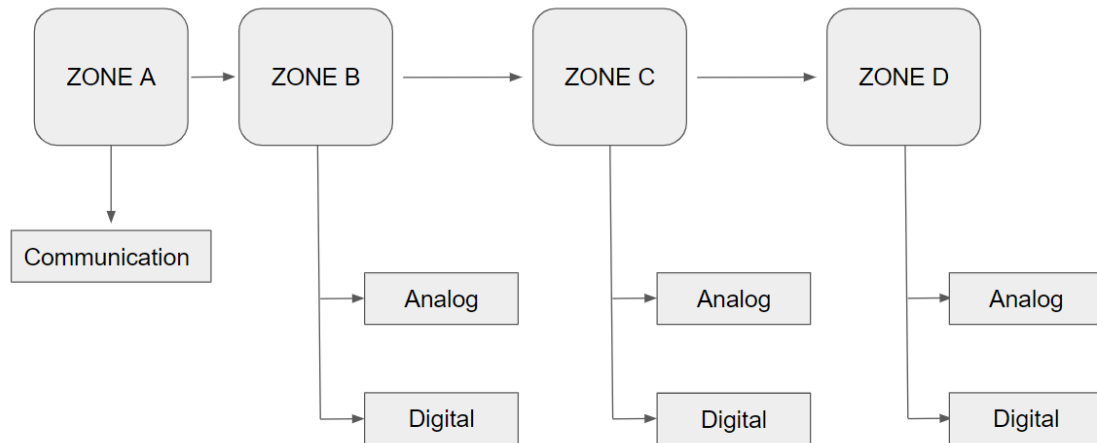 ZONE A
ZONE B
ZONE C
ZONE D
Communication
Analog
Analog
Analog
Digital
Digital
Digital